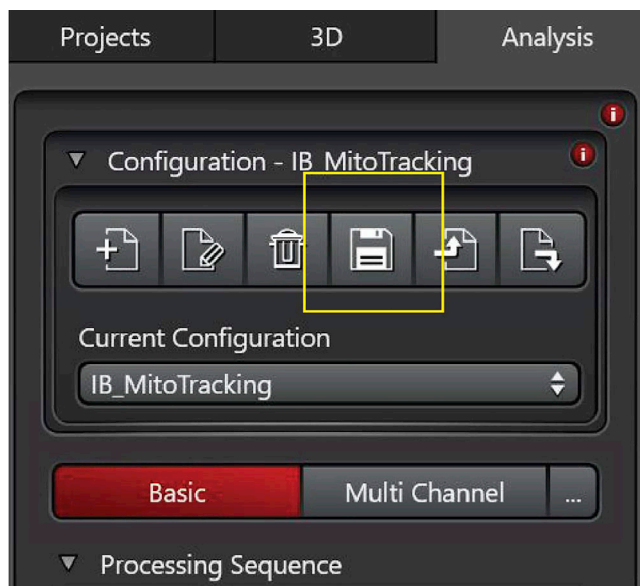 Projects 3D Analysis
Configuration - IB_MitoTracking
Current Configuration
IB_MitoTracking
Basic Multi Channel ...
Processing Sequence